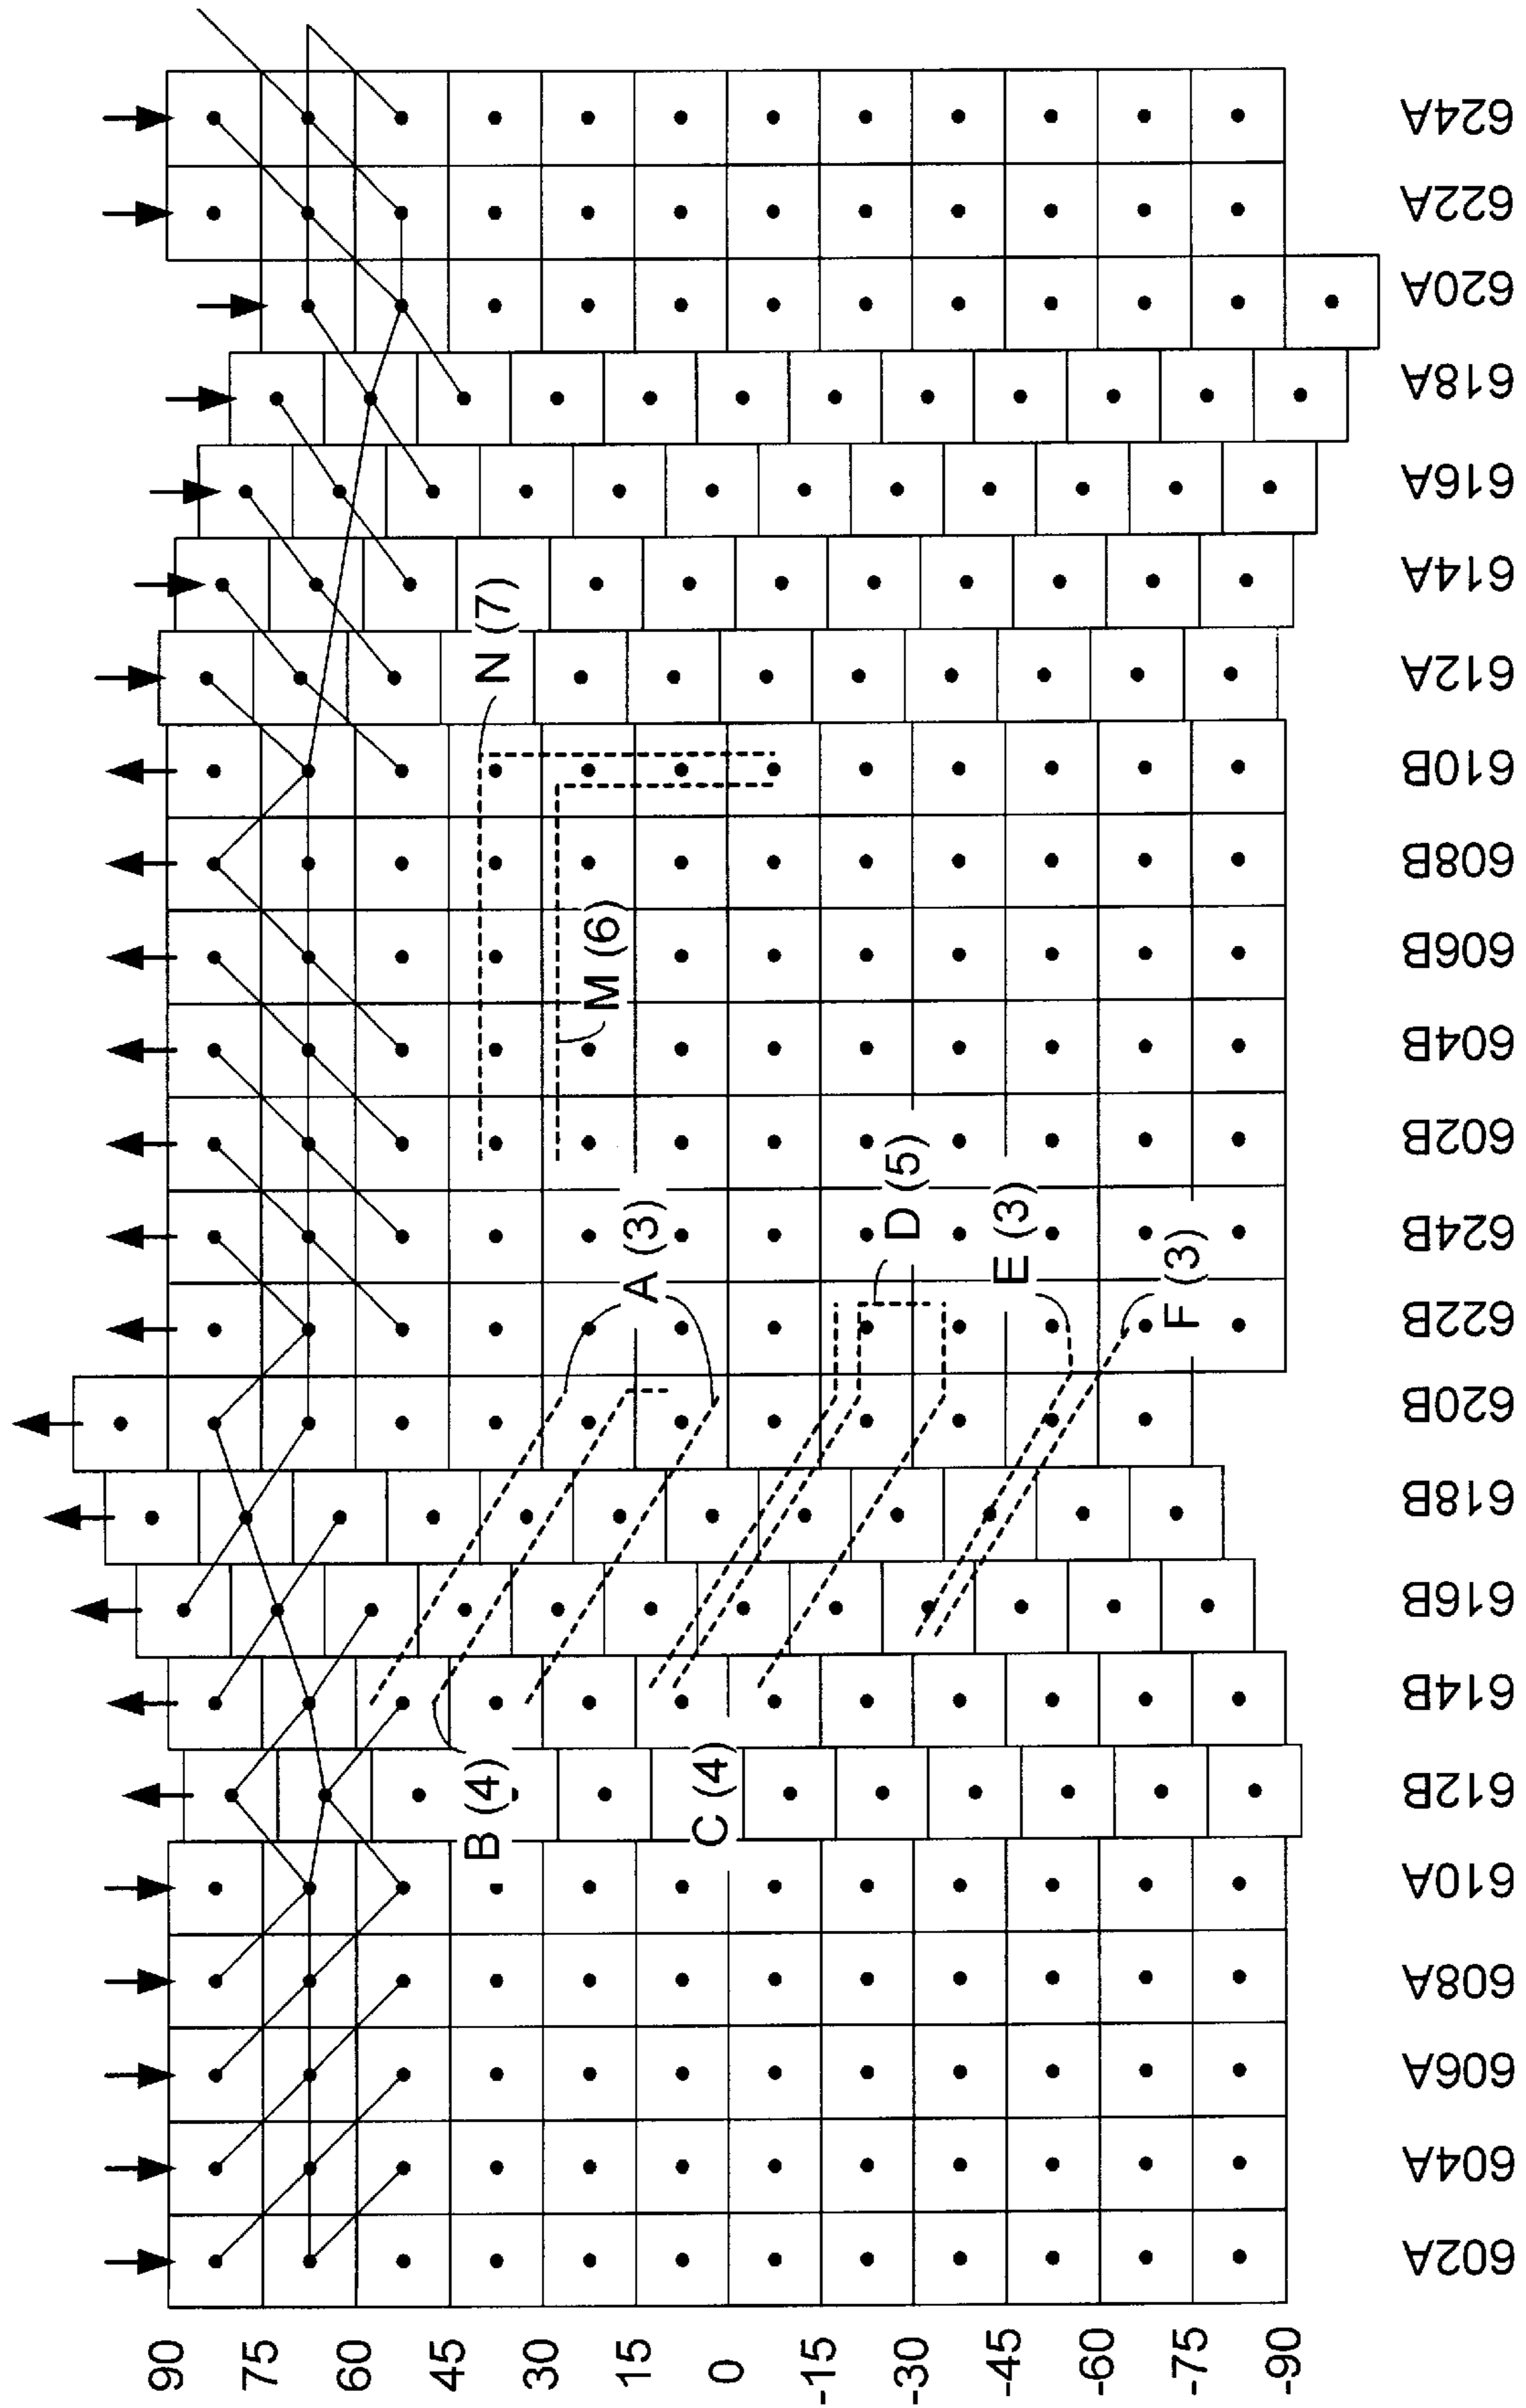 624A
622A
620A
618A
616A
614A
N (7)
612A
610B
608B
M (6)
606B
604B
602B
D (5)
A (3)
624B
E (3)
F (3)
622B
620B
618B
616B
614B
B (4)
C (4)
612B
610A
608A
606A
604A
602A
90
75
60
45
30
15
0
-15
-30
-45
-60
-75
-90